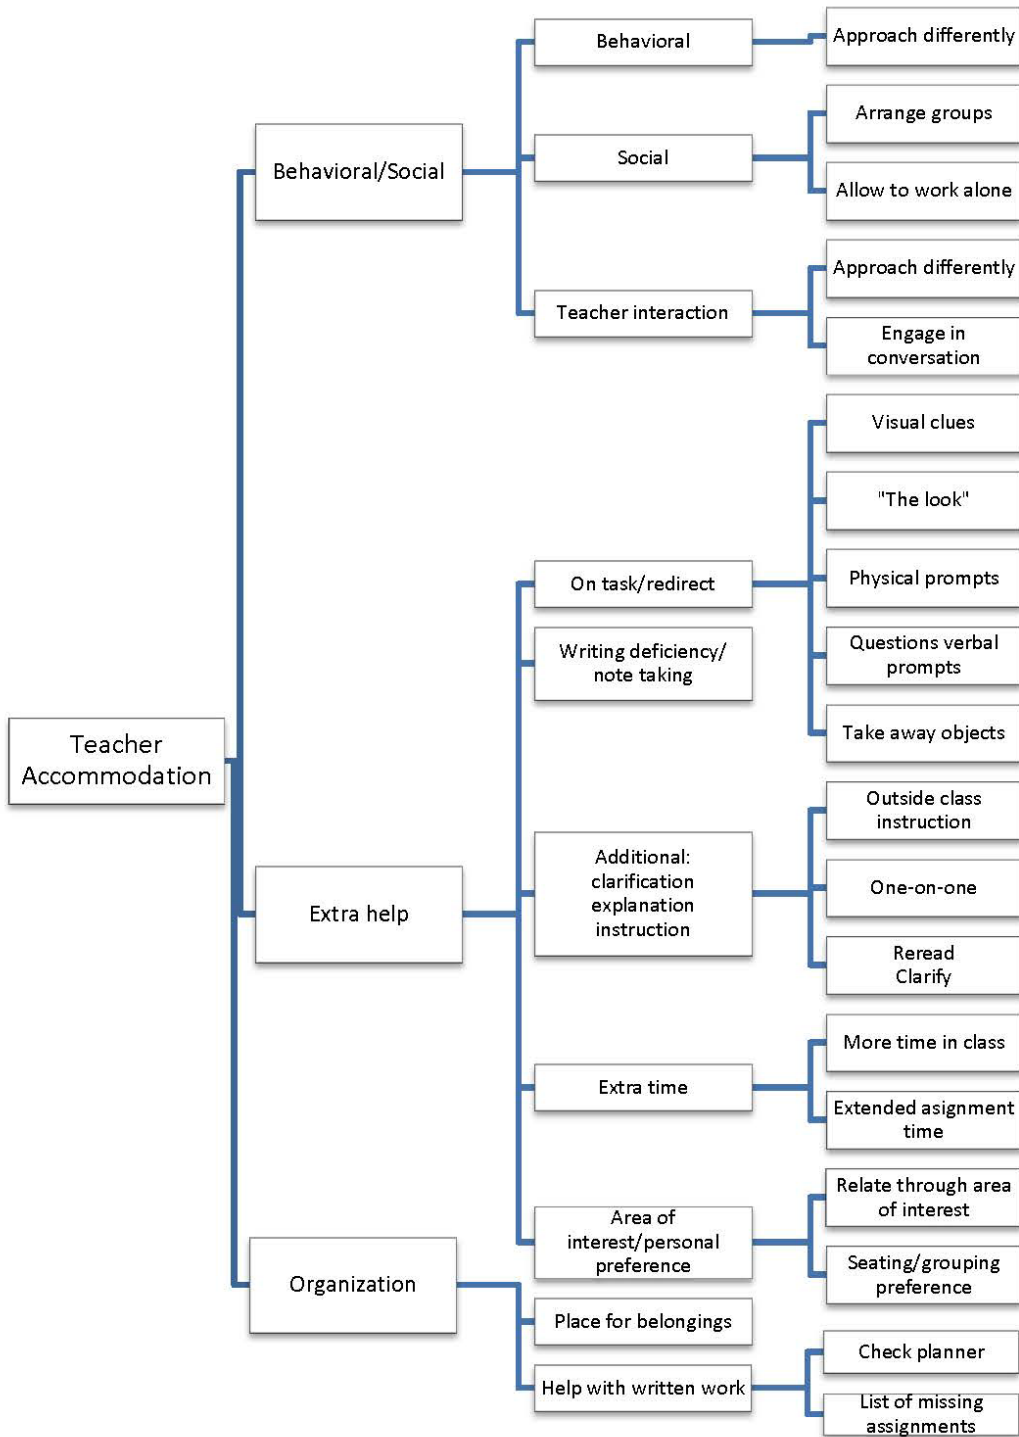 Behavioral
Approach differently
Behavioral/Social
Social
Arrange groups
Allow to work alone
Teacher interaction
Approach differently
Engage in
conversation
Teacher
Accommodation
Extra help
On task/redirect
Visual clues
"The look"
Physical prompts
Questions verbal
prompts
Take away objects
Writing deficiency/
note taking
Additional:
clarification
explanation
instruction
Outside class
instruction
One-on-one
Reread
Clarify
Extra time
More time in class
Extended asignment
time
Area of
interest/personal
preference
Relate through area
of interest
Seating/grouping
preference
Organization
Place for belongings
Help with written work
Check planner
List of missing
assignments